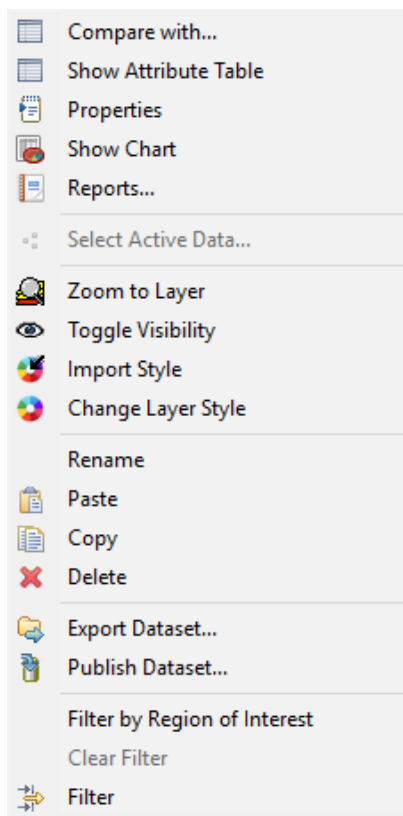 Compare with...
Show Attribute Table
Properties
Show Chart
Reports...
Select Active Data...
Zoom to Layer
Toggle Visibility
Import Style
Change Layer Style
Rename
Paste
Copy
Delete
Export Dataset...
Publish Dataset...
Filter by Region of Interest
Clear Filter
Filter